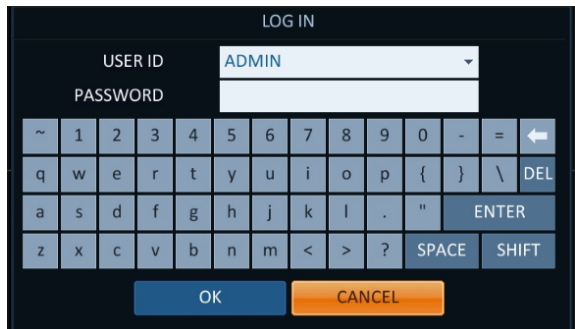 LOG IN
USER ID ADMIN
PASSWORD
~ 1 2 3 4 5 6 7 8 9 0 - =
q w e r t y u i o p { } \ DEL
a s d f g h j k l . " ENTER
z x c v b n m < > ? SPACE SHIFT
OK CANCEL